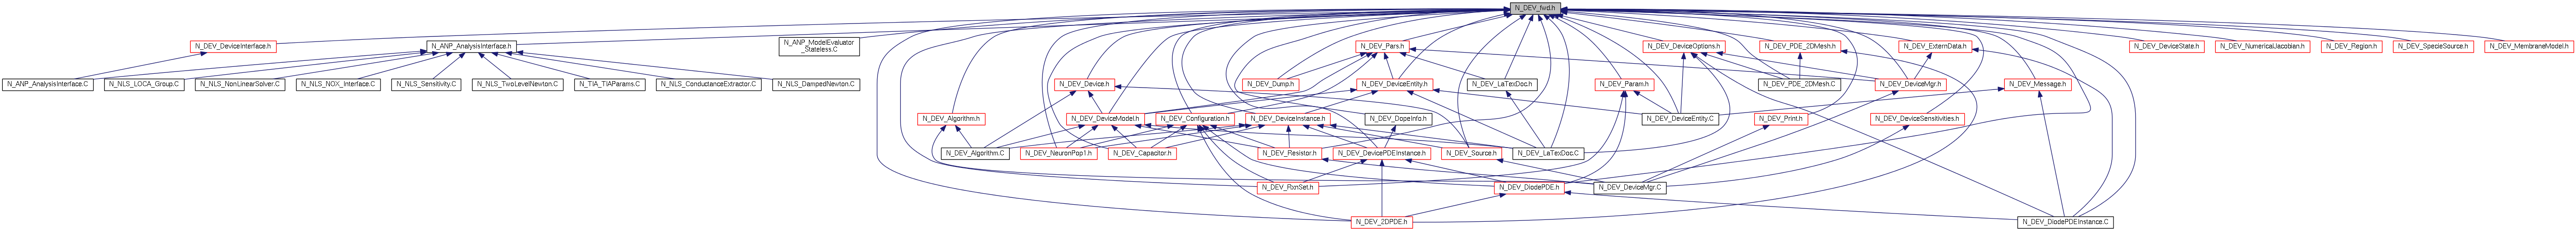 N_DEV_fwd.h
N_DEV_DeviceInterface.h
N_ANP_AnalysisInterface.h
N_ANP_ModelEvaluator
_Stateless.C
N_DEV_Pars.h
N_DEV_DeviceOptions.h
N_DEV_PDE_2DMesh.h
N_DEV_ExternData.h
N_DEV_DeviceState.h
N_DEV_NumericalJacobian.h
N_DEV_Region.h
N_DEV_SpecieSource.h
N_DEV_MembraneModel.h
N_ANP_AnalysisInterface.C
N_NLS_LOCA_Group.C
N_NLS_NonLinearSolver.C
N_NLS_NOX_Interface.C
N_NLS_Sensitivity.C
N_NLS_TwoLevelNewton.C
N_TIA_TIAParams.C
N_NLS_ConductanceExtractor.C
N_NLS_DampedNewton.C
N_DEV_Device.h
N_DEV_Dump.h
N_DEV_DeviceEntity.h
N_DEV_LaTexDoc.h
N_DEV_Param.h
N_DEV_PDE_2DMesh.C
N_DEV_DeviceMgr.h
N_DEV_Message.h
N_DEV_Algorithm.h
N_DEV_DeviceModel.h
N_DEV_Configuration.h
N_DEV_DeviceInstance.h
N_DEV_DopeInfo.h
N_DEV_DeviceEntity.C
N_DEV_Print.h
N_DEV_DeviceSensitivities.h
N_DEV_Algorithm.C
N_DEV_NeuronPop1.h
N_DEV_Capacitor.h
N_DEV_Resistor.h
N_DEV_DevicePDEInstance.h
N_DEV_Source.h
N_DEV_LaTexDoc.C
N_DEV_RxnSet.h
N_DEV_DiodePDE.h
N_DEV_DeviceMgr.C
N_DEV_2DPDE.h
N_DEV_DiodePDEInstance.C